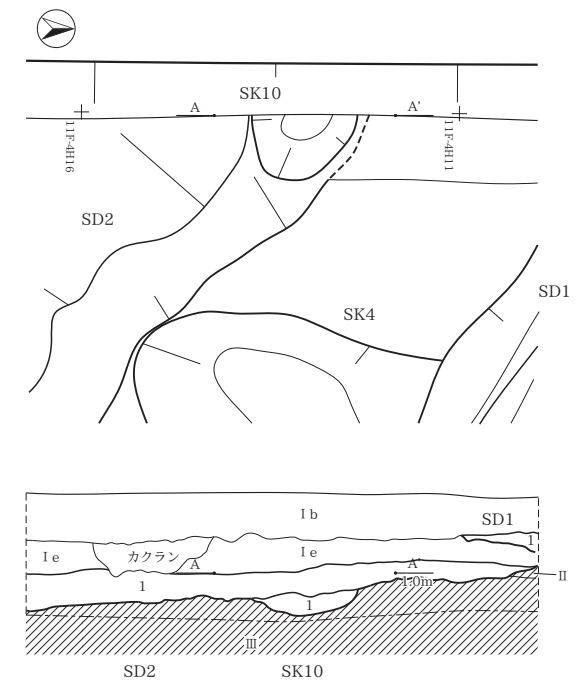 SK10
A
A'
11F-4H16
11F-4H11
SD2
SD1
SK4
Ⅰb
SD1
1
Ⅰe
カクラン
Ⅰe
A
A'
1.0m
Ⅱ
1
1
Ⅲ
SD2
SK10